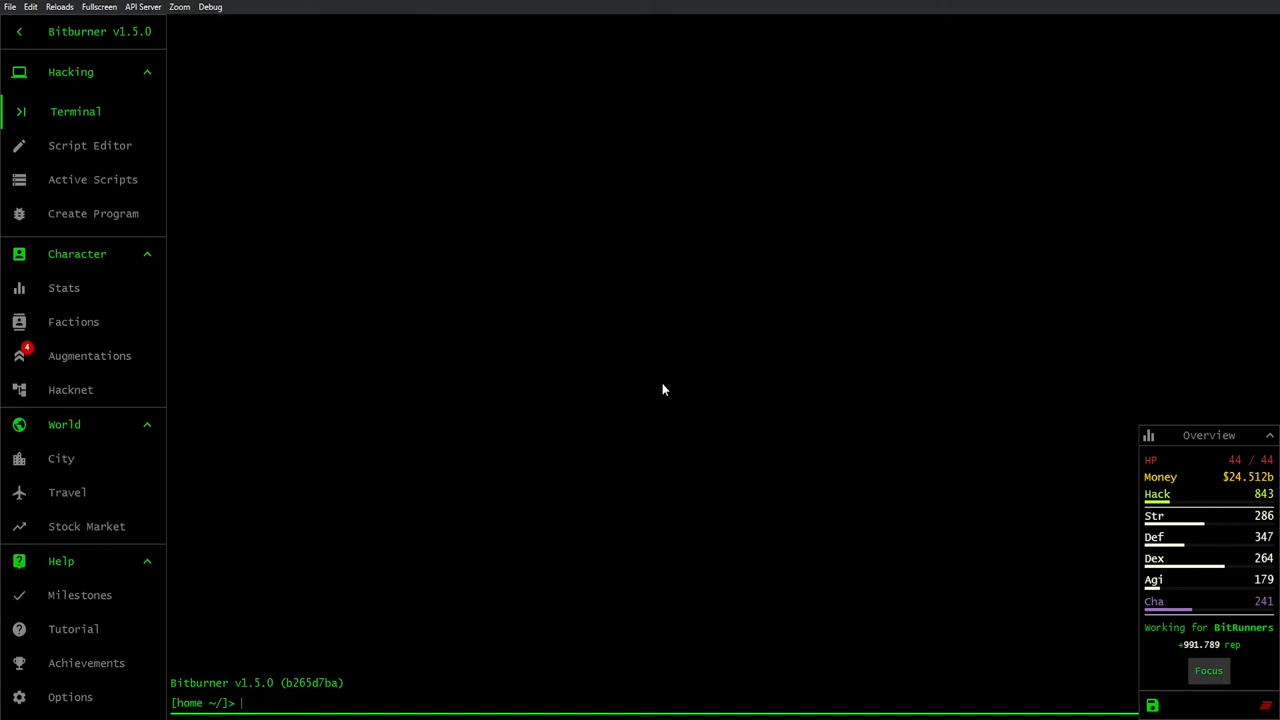 File Edit Reloads Fullscreen API Server Zoom Debug
Bitburner v1.5.0
Hacking
Terminal
Script Editor
Active Scripts
Create Program
Character
Stats
Factions
4
Augmentations
Hacknet
World
City
Travel
Stock Market
Help
Milestones
Tutorial
Achievements
Options
Bitburner v1.5.0 (b265d7ba)
[home ~/]>
Overview
HP 44 / 44
Money $24.512b
Hack 843
Str 286
Def 347
Dex 264
Agi 179
Cha 241
Working for BitRunners
+991.789 rep
Focus